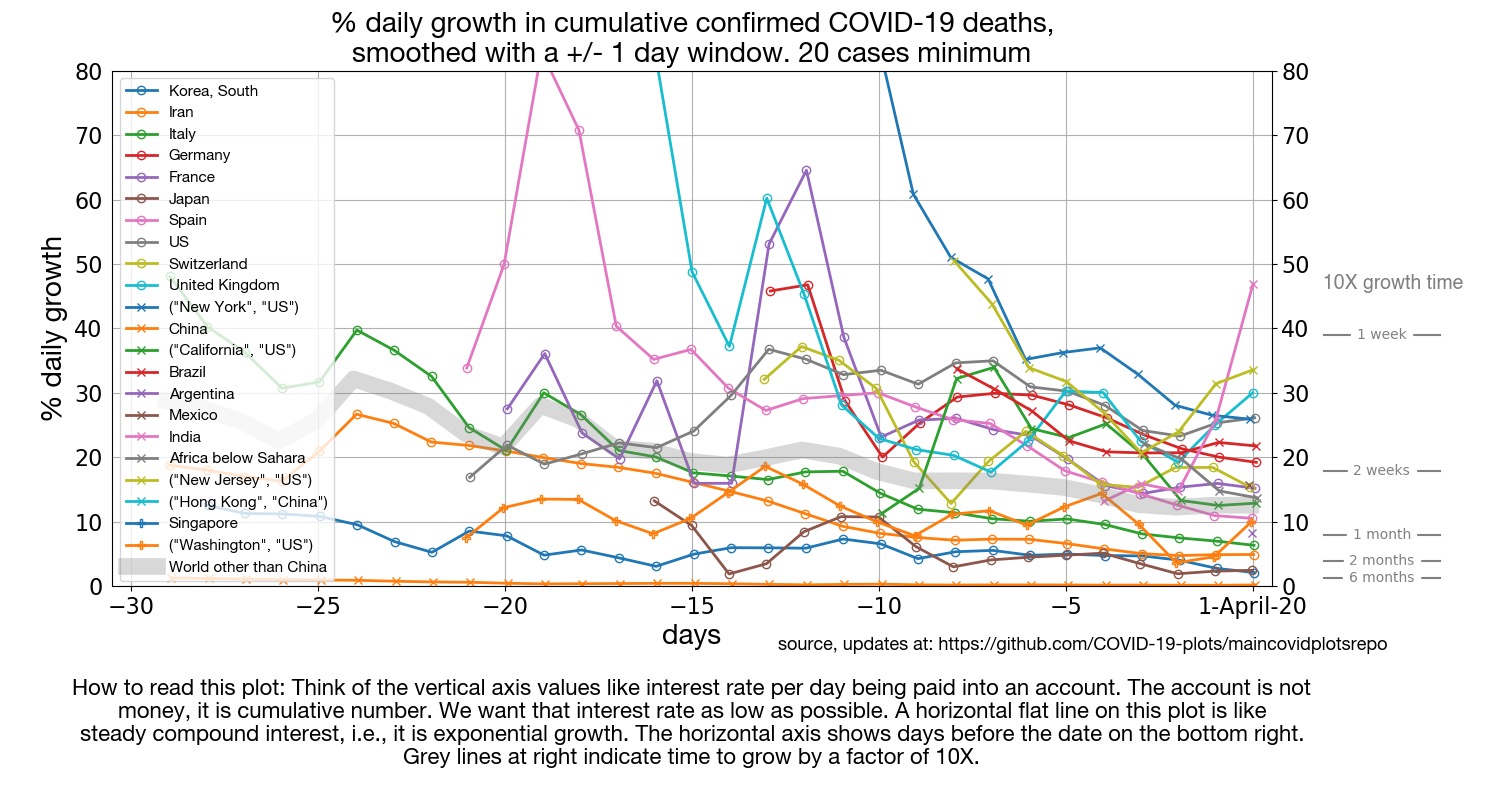 % daily growth in cumulative confirmed COVID-19 deaths,
smoothed with a +/- 1 day window. 20 cases minimum
80
70
60
50
40
30
20
10
0
% daily growth
Korea, South
Iran
Italy
Germany
France
Japan
Spain
US
Switzerland
United Kingdom
("New York", "US")
China
("California", "US")
Brazil
Argentina
Mexico
India
Africa below Sahara
("New Jersey", "US")
("Hong Kong", "China")
Singapore
("Washington", "US")
World other than China
80
70
60
50
40
30
20
10
0
10X growth time
1 week
2 weeks
1 month
2 months
6 months
−30
−25
−20
−15
−10
−5
1-April-20
days
source, updates at: https://github.com/COVID-19-plots/maincovidplotsrepo
How to read this plot: Think of the vertical axis values like interest rate per day being paid into an account. The account is not
money, it is cumulative number. We want that interest rate as low as possible. A horizontal flat line on this plot is like
steady compound interest, i.e., it is exponential growth. The horizontal axis shows days before the date on the bottom right.
Grey lines at right indicate time to grow by a factor of 10X.